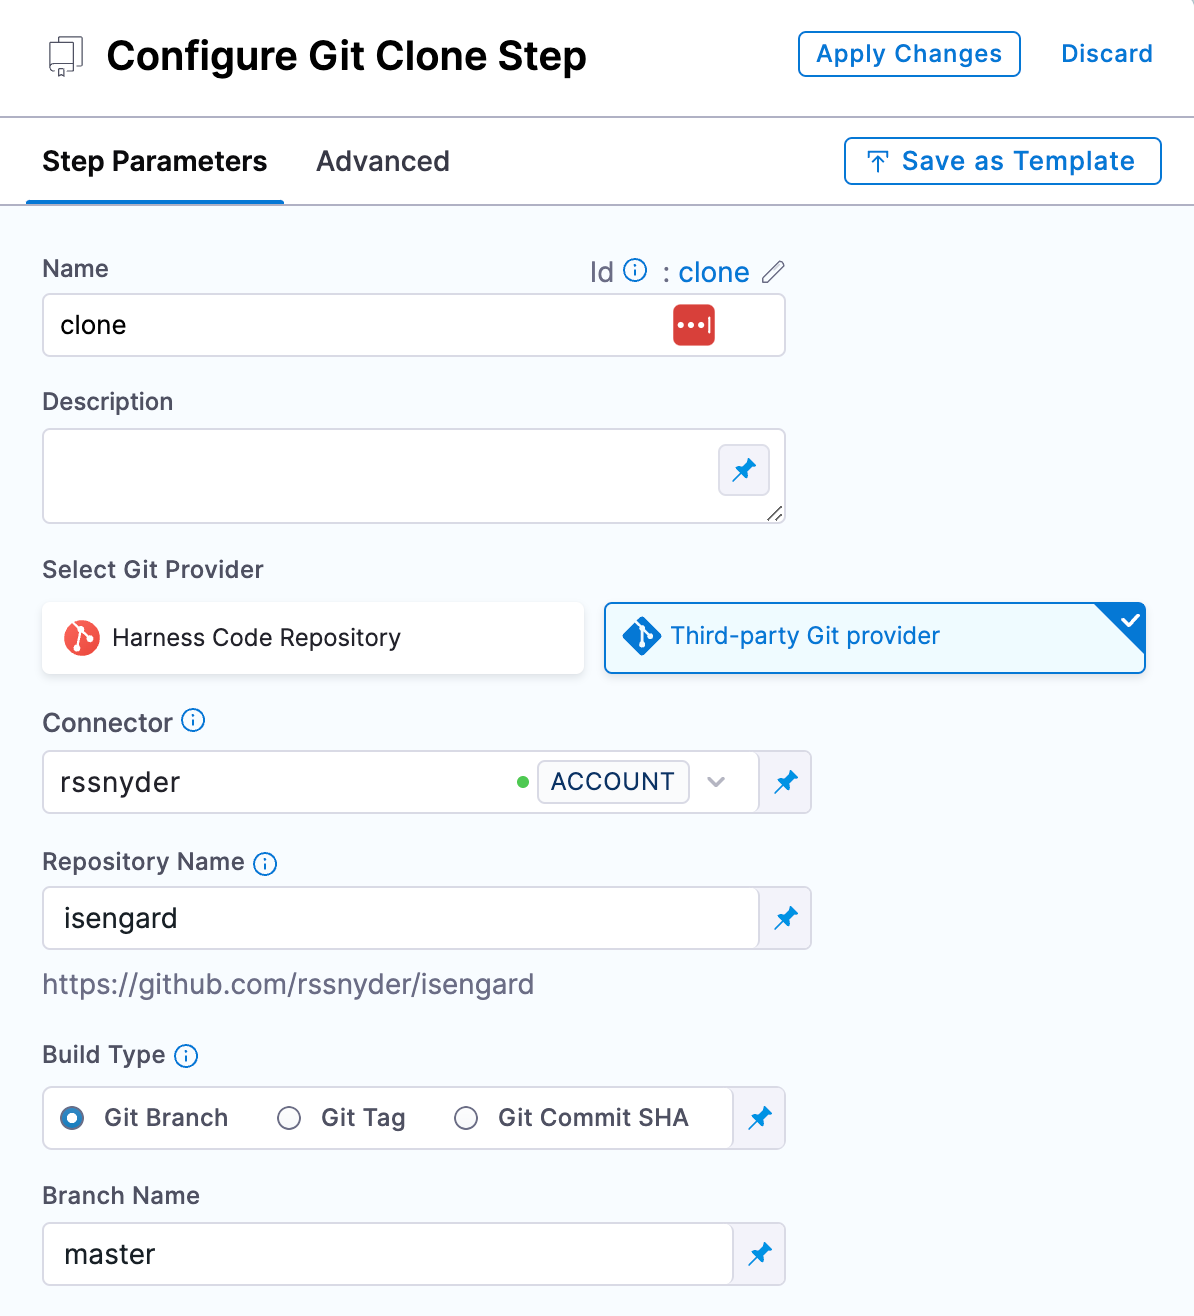 Configure Git Clone Step
Apply Changes
Discard
Step Parameters
Advanced
Save as Template
Name
Id : clone
clone
Description
Select Git Provider
Harness Code Repository
Third-party Git provider
Connector
rssnyder
ACCOUNT
Repository Name
isengard
https://github.com/rssnyder/isengard
Build Type
Git Branch
Git Tag
Git Commit SHA
Branch Name
master